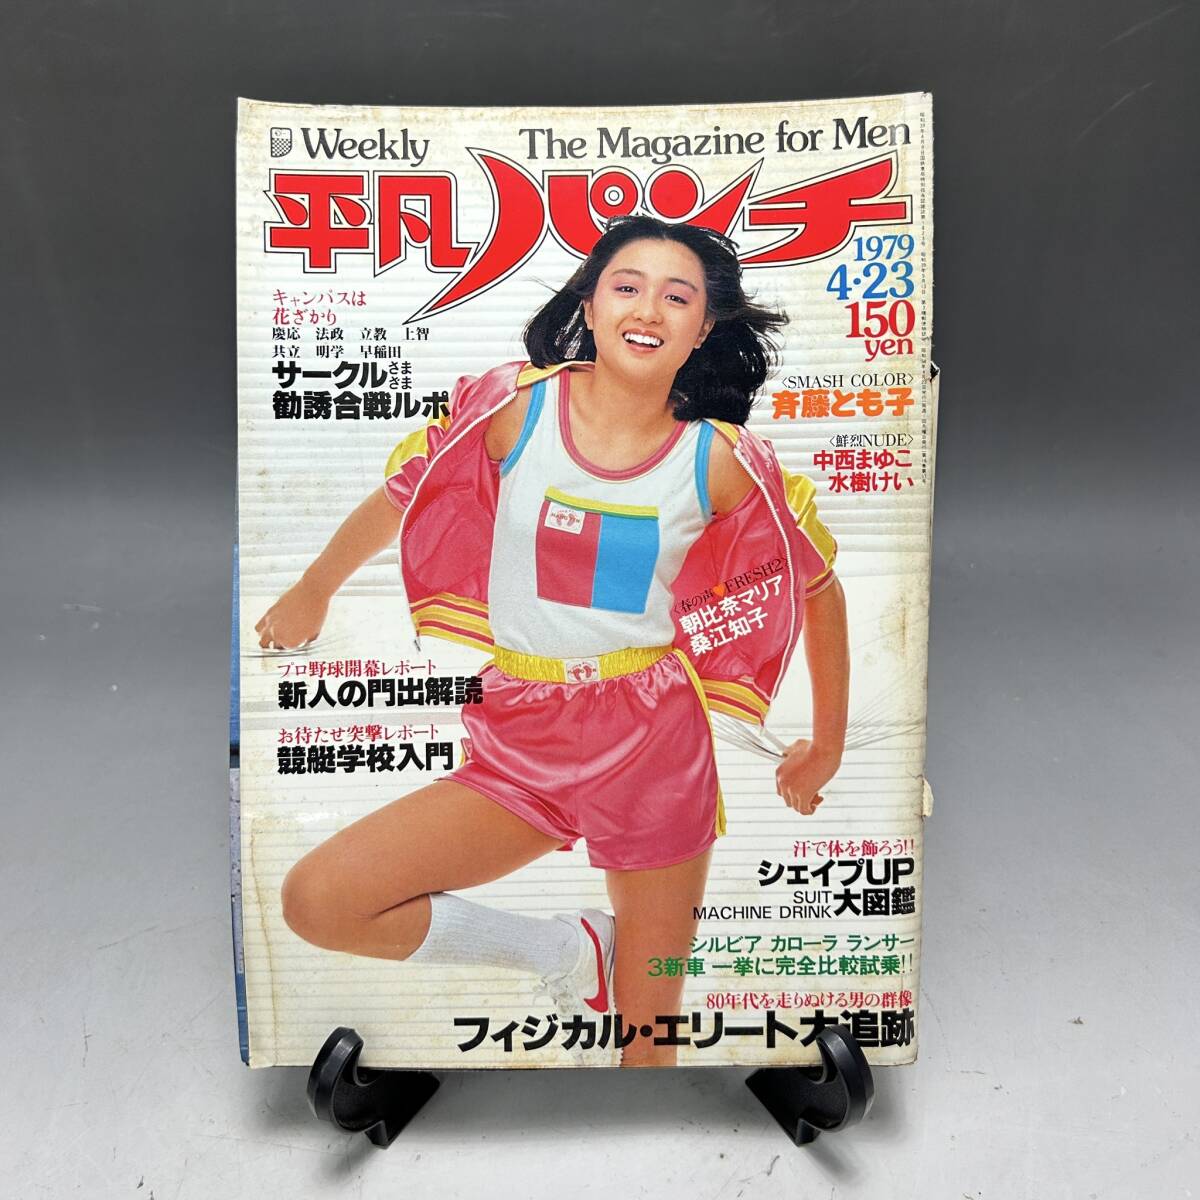 Weekly
The Magazine for Men
平凡パンチ
1979
4・23
150
yen
キャンパスは
花ざかり
慶応 法政 立教 上智
共立 明学 早稲田
サークルさまざま
勧誘合戦ルポ
〈SMASH COLOR〉
斉藤とも子
〈鮮烈NUDE〉
中西まゆこ
水樹けい
〈春の声♥FRESH2〉
朝比奈マリア
桑江知子
プロ野球開幕レポート
新人の門出解読
お待たせ突撃レポート
競艇学校入門
汗で体を飾ろう!!
シェイプUP
SUIT
MACHINE DRINK大図鑑
シルビア カローラ ランサー
3新車 一挙に完全比較試乗!!
80年代を走りぬける男の群像
フィジカル・エリート大追跡